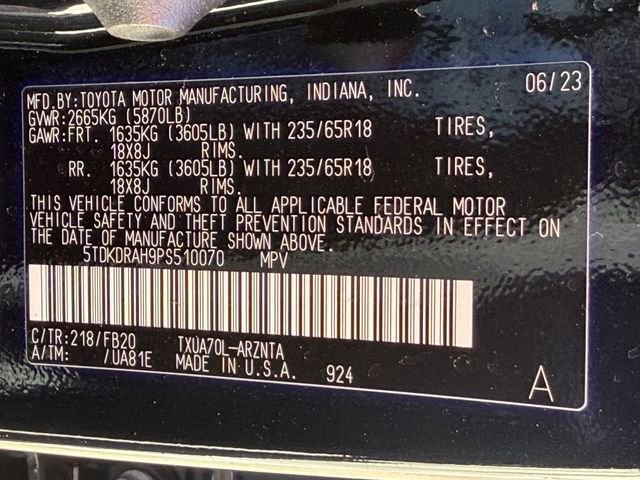 06/23
MFD.BY:TOYOTA MOTOR MANUFACTURING, INDIANA, INC.
GVWR:2665KG (5870LB)
GAWR:FRT. 1635KG (3605LB) WITH 235/65R18 TIRES,
18X8J RIMS.
RR. 1635KG (3605LB) WITH 235/65R18 TIRES,
18X8J RIMS.
THIS VEHICLE CONFORMS TO ALL APPLICABLE FEDERAL MOTOR
VEHICLE SAFETY AND THEFT PREVENTION STANDARDS IN EFFECT ON
THE DATE OF MANUFACTURE SHOWN ABOVE.
5TDKDRAH9PS510070 MPV
C/TR:218/FB20 TXUA70L-ARZNTA
A/TM: /UA81E MADE IN U.S.A. 924
A